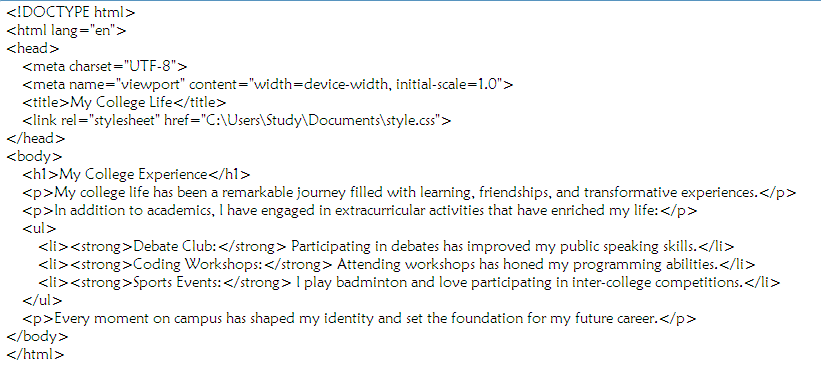 <!DOCTYPE html>
<html lang="en">
<head>
<meta charset="UTF-8">
<meta name="viewport" content="width=device-width, initial-scale=1.0">
<title>My College Life</title>
<link rel="stylesheet" href="C:\Users\Study\Documents\style.css">
</head>
<body>
<h1>My College Experience</h1>
<p>My college life has been a remarkable journey filled with learning, friendships, and transformative experiences.</p>
<p>In addition to academics, I have engaged in extracurricular activities that have enriched my life:</p>
<ul>
<li><strong>Debate Club:</strong> Participating in debates has improved my public speaking skills.</li>
<li><strong>Coding Workshops:</strong> Attending workshops has honed my programming abilities.</li>
<li><strong>Sports Events:</strong> I play badminton and love participating in inter-college competitions.</li>
</ul>
<p>Every moment on campus has shaped my identity and set the foundation for my future career.</p>
</body>
</html>